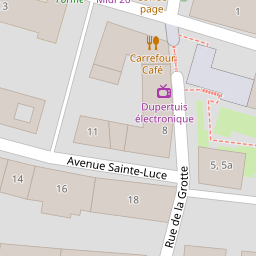 3
Midi 20
page
Carrefour
Café
Dupertuis
électronique
11
8
Avenue Sainte-Luce
5, 5a
14
16
18
Rue de la Grotte